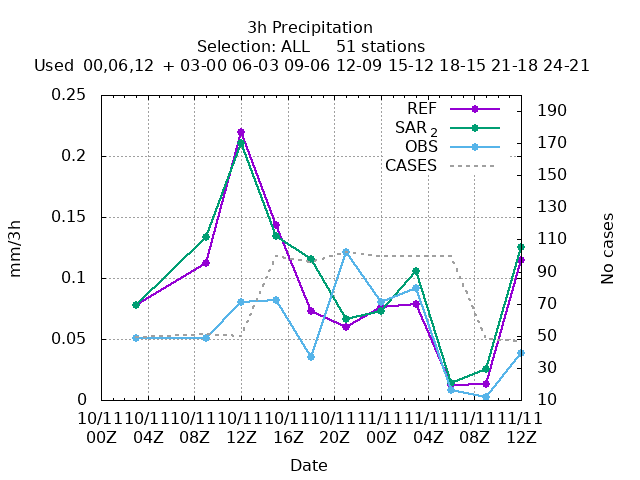 3h Precipitation
Selection: ALL     51 stations
Used  00,06,12  + 03-00 06-03 09-06 12-09 15-12 18-15 21-18 24-21
0.25
0.2
0.15
0.1
0.05
0
mm/3h
REF
SAR 2
OBS
CASES
190
170
150
130
110
90
70
50
30
10
No cases
10/11 10/11 10/11 10/11 10/11 10/11 11/11 11/11 11/11 11/11
00Z 04Z 08Z 12Z 16Z 20Z 00Z 04Z 08Z 12Z
Date